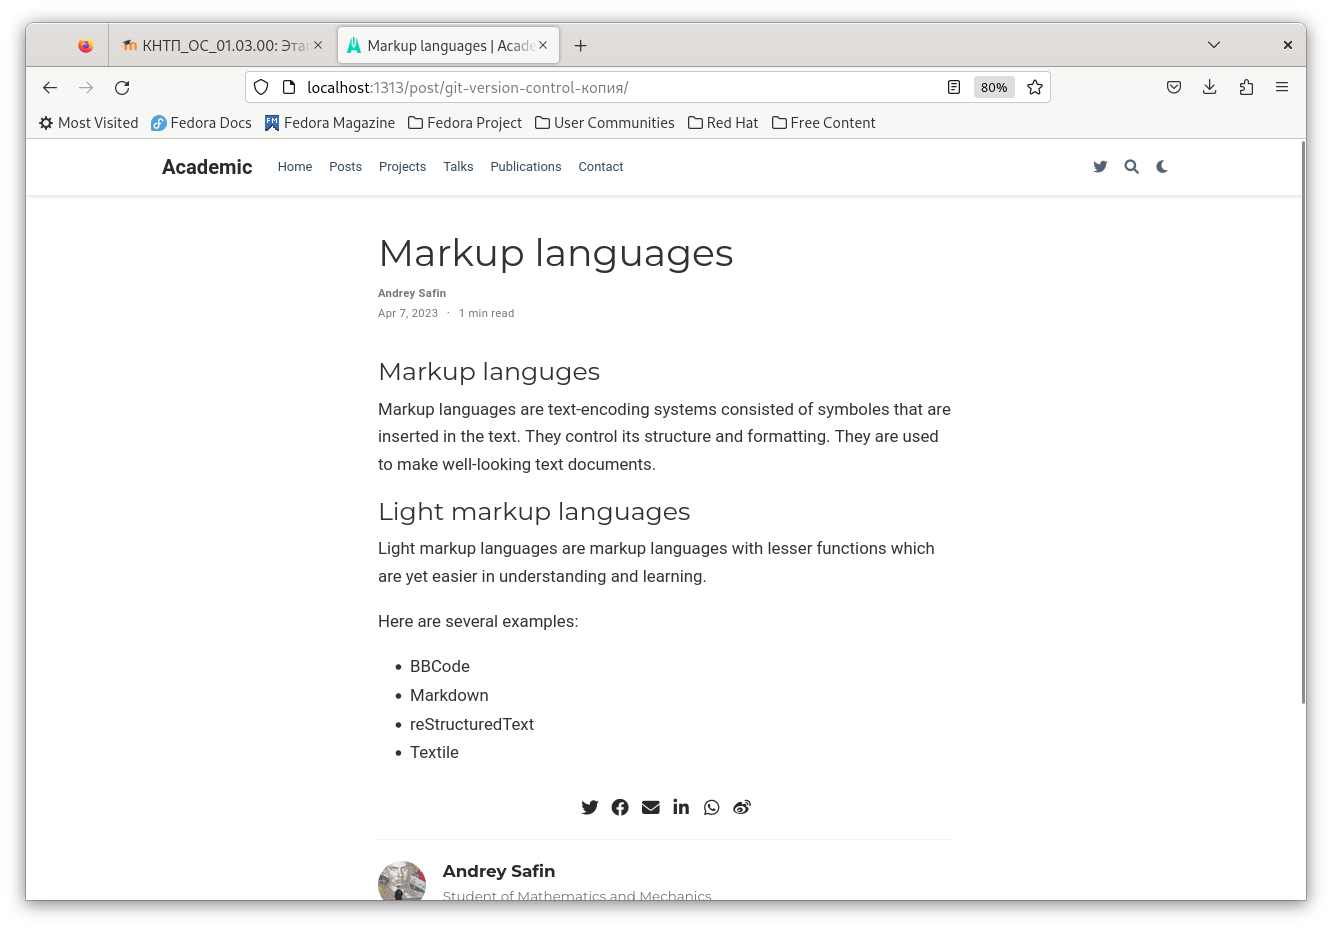 КНТП_ОС_01.03.00: Эта
Markup languages | Acade
localhost:1313/post/git-version-control-копия/
80%
Most Visited
Fedora Docs
Fedora Magazine
Fedora Project
User Communities
Red Hat
Free Content
Academic
Home
Posts
Projects
Talks
Publications
Contact
Markup languages
Andrey Safin
Apr 7, 2023 · 1 min read
Markup languges
Markup languages are text-encoding systems consisted of symboles that are
inserted in the text. They control its structure and formatting. They are used
to make well-looking text documents.
Light markup languages
Light markup languages are markup languages with lesser functions which
are yet easier in understanding and learning.
Here are several examples:
• BBCode
• Markdown
• reStructuredText
• Textile
Andrey Safin
Student of Mathematics and Mechanics